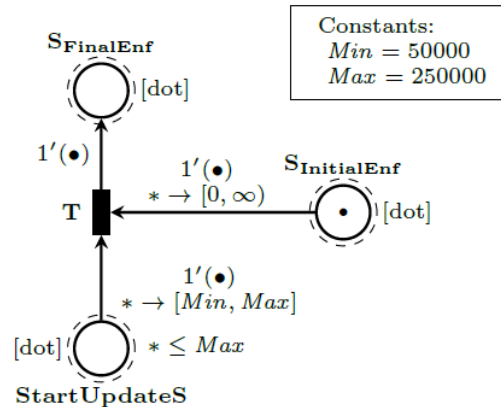 Constants:
Min = 50000
Max = 250000
S_FinalEnf
[dot]
1′(•)
1′(•)
∗ → [0, ∞)
S_InitialEnf
T
[dot]
1′(•)
∗ → [Min, Max]
[dot]
∗ ≤ Max
StartUpdateS